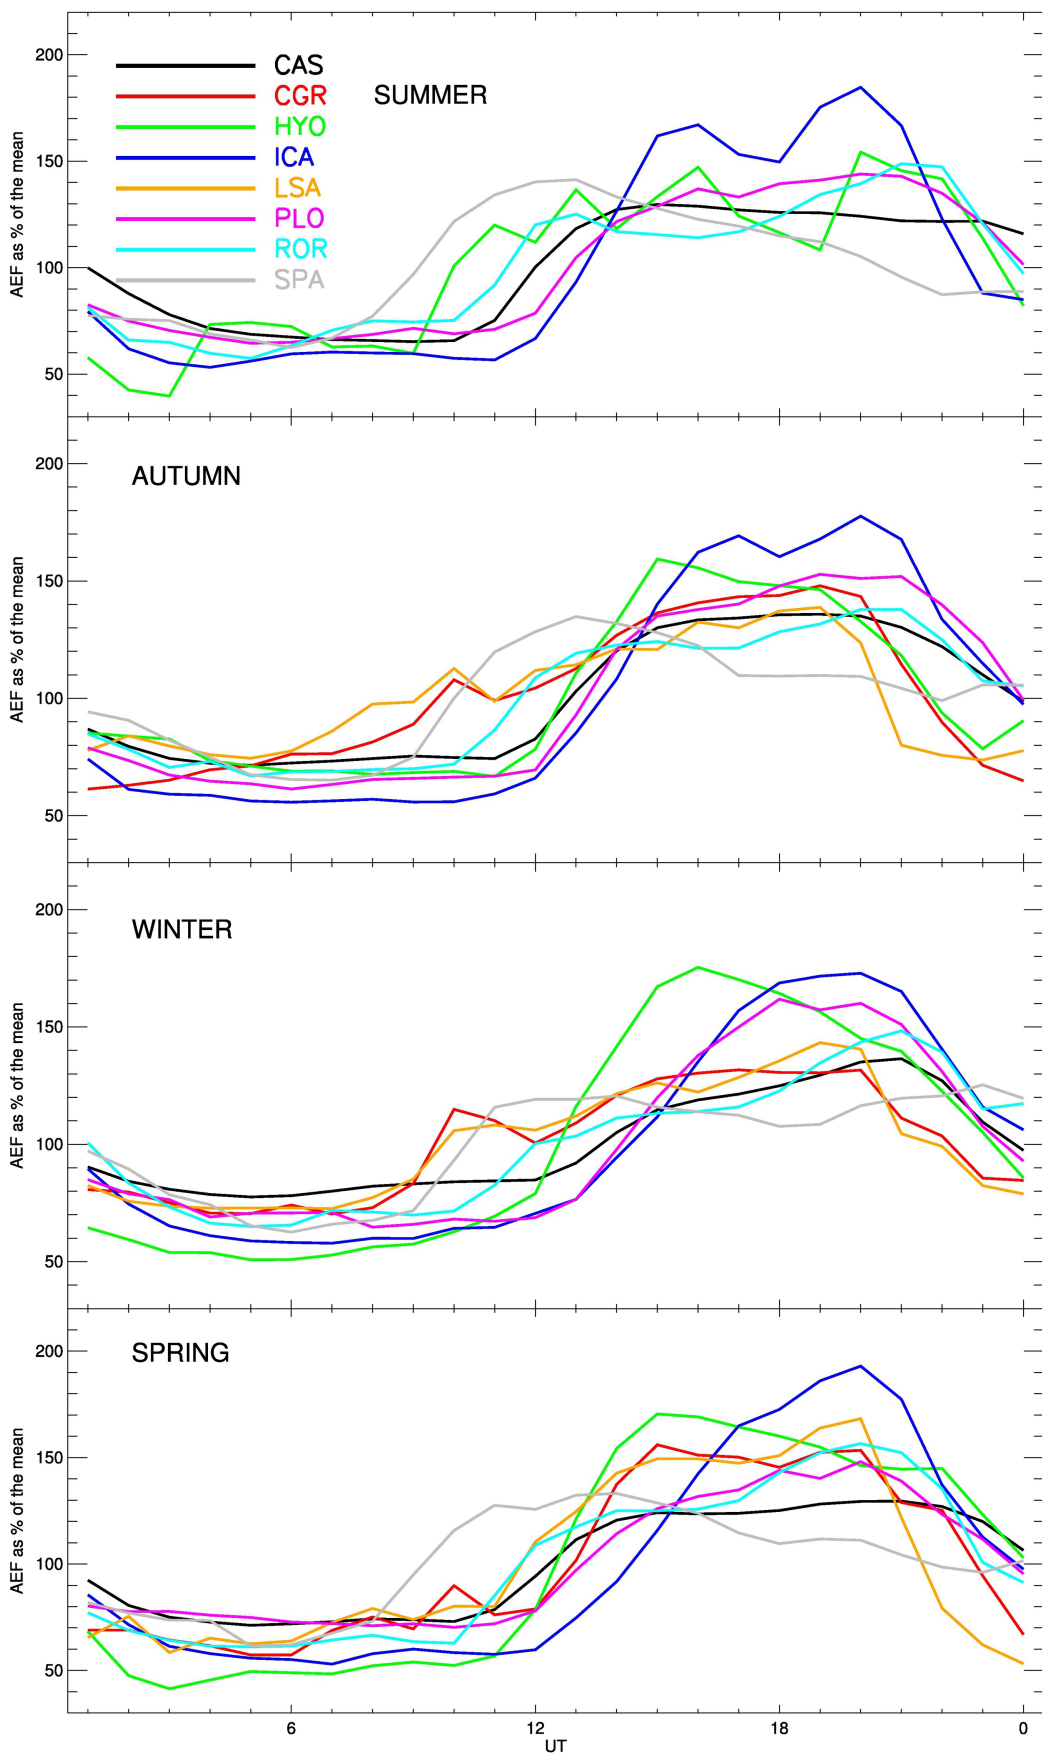 200
150
100
50
AEF as % of the mean
CAS
CGR
HYO
ICA
LSA
PLO
ROR
SPA
SUMMER
200
150
100
50
AEF as % of the mean
AUTUMN
200
150
100
50
AEF as % of the mean
WINTER
200
150
100
50
AEF as % of the mean
SPRING
6 12 18 0
UT